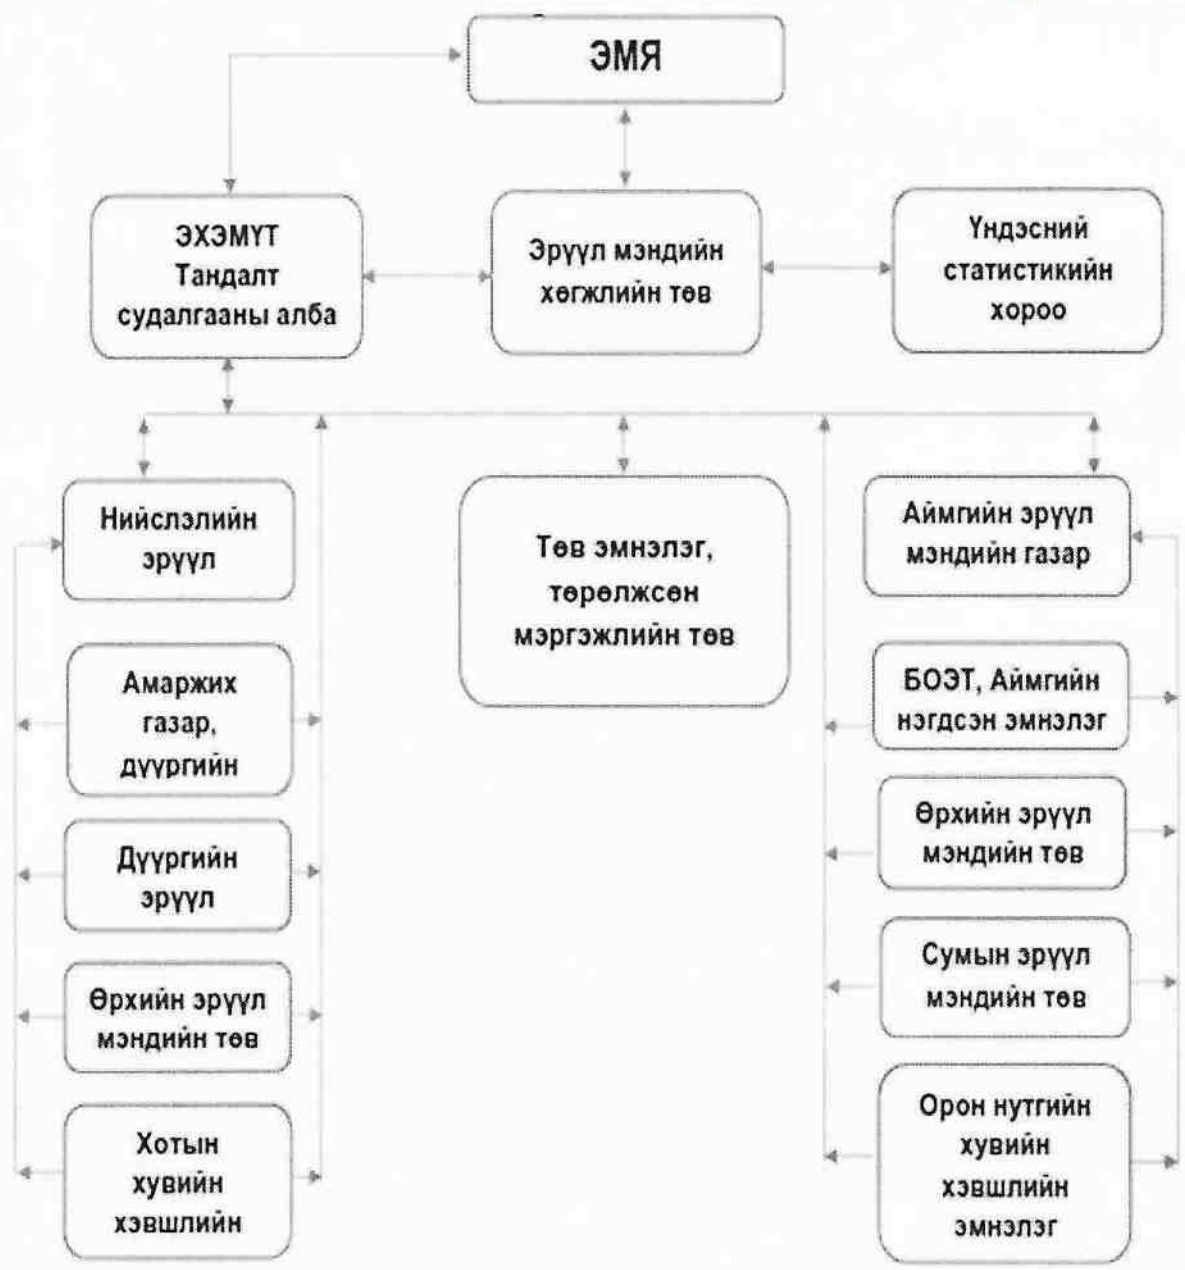 ЭМЯ
ЭХЭМҮТ
Тандалт
судалгааны алба
Эрүүл мэндийн
хөгжлийн төв
Үндэсний
статистикийн
хороо
Нийслэлийн
эрүүл
Төв эмнэлэг,
төрөлжсөн
мэргэжлийн төв
Аймгийн эрүүл
мэндийн газар
Амаржих
газар,
дүүргийн
БОЭТ, Аймгийн
нэгдсэн эмнэлэг
Дүүргийн
эрүүл
Өрхийн эрүүл
мэндийн төв
Өрхийн эрүүл
мэндийн төв
Сумын эрүүл
мэндийн төв
Хотын
хувийн
хэвшлийн
Орон нутгийн
хувийн
хэвшлийн
эмнэлэг